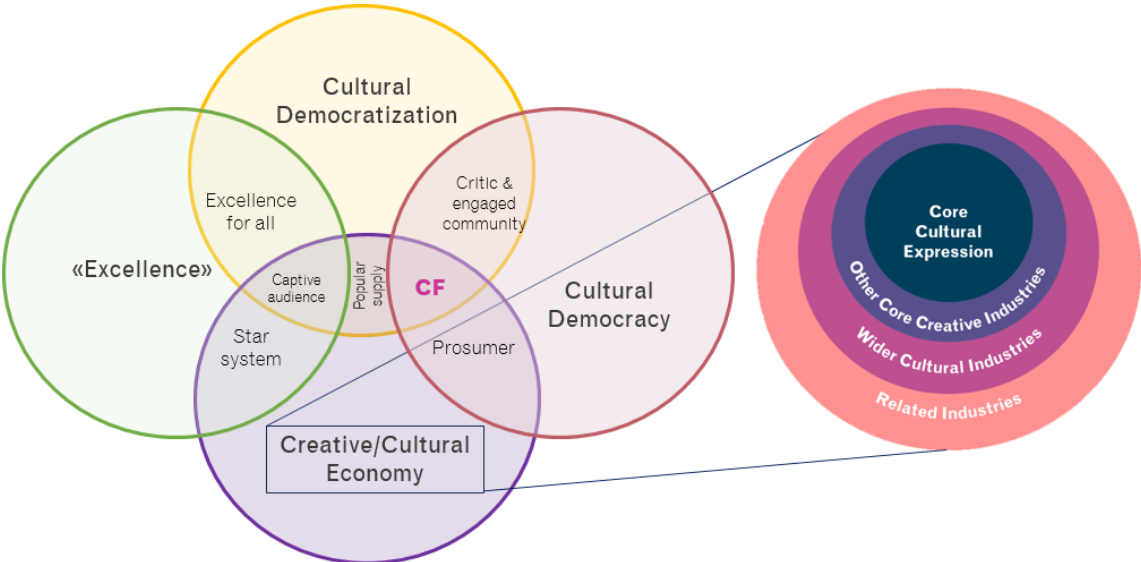 Cultural
Democratization
Excellence
for all
Critic &
engaged
community
«Excellence»
Captive
audience
Popular
supply
CF
Cultural
Democracy
Star
system
Prosumer
Creative/Cultural
Economy
Core
Cultural
Expression
Other Core Creative Industries
Wider Cultural Industries
Related Industries